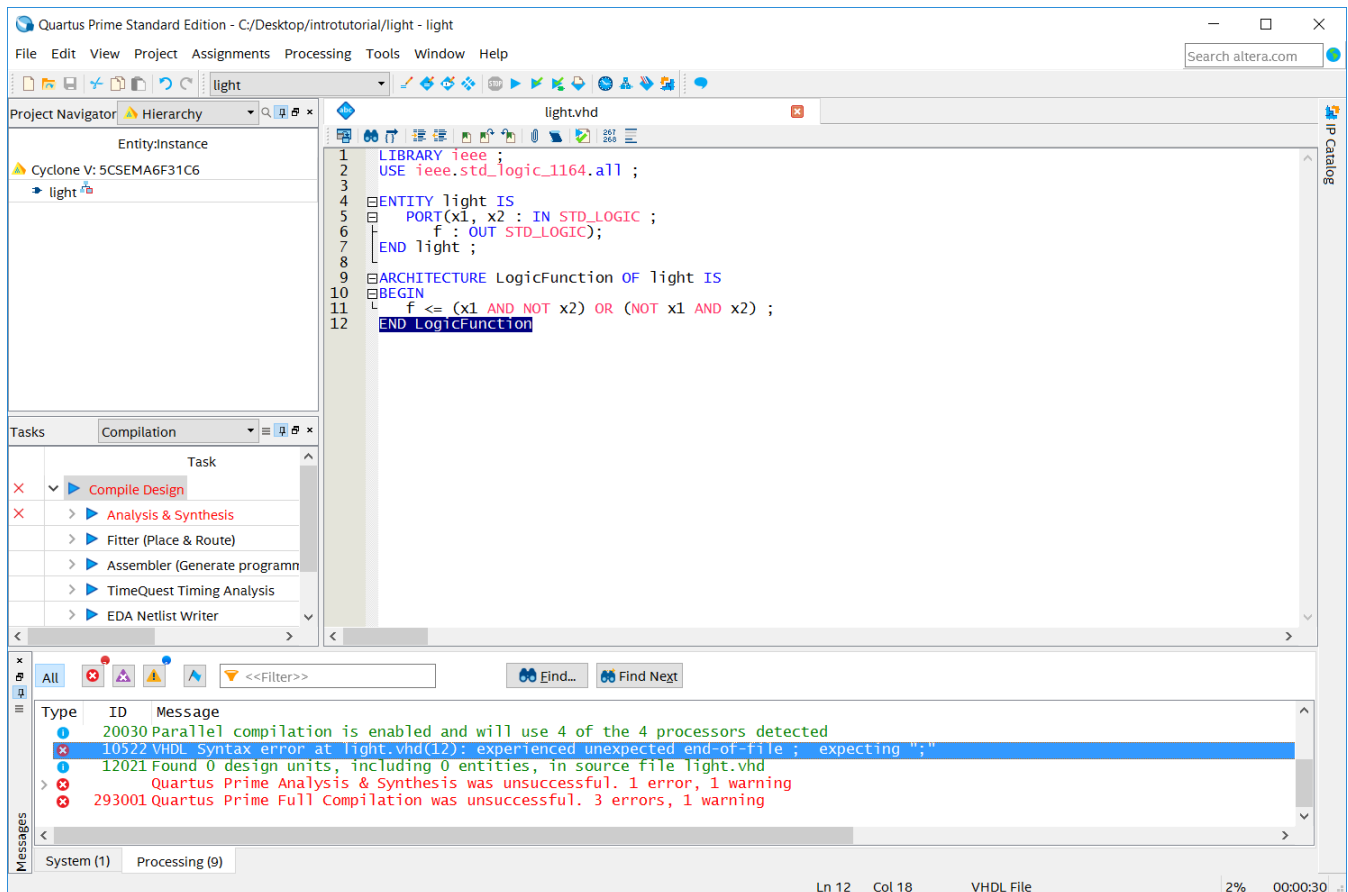 Quartus Prime Standard Edition - C:/Desktop/introtutorial/light - light
File Edit View Project Assignments Processing Tools Window Help
Search altera.com
light
Project Navigator Hierarchy
Entity:Instance
Cyclone V: 5CSEMA6F31C6
light
light.vhd
267
268
1 LIBRARY ieee ;
2 USE ieee.std_logic_1164.all ;
3
4 ENTITY light IS
5 PORT(x1, x2 : IN STD_LOGIC ;
6 f : OUT STD_LOGIC);
7 END light ;
8
9 ARCHITECTURE LogicFunction OF light IS
10 BEGIN
11 f <= (x1 AND NOT x2) OR (NOT x1 AND x2) ;
12 END LogicFunction
IP Catalog
Tasks Compilation
Task
Compile Design
Analysis & Synthesis
Fitter (Place & Route)
Assembler (Generate programm
TimeQuest Timing Analysis
EDA Netlist Writer
All <<Filter>> Find... Find Next
Type ID Message
20030 Parallel compilation is enabled and will use 4 of the 4 processors detected
10522 VHDL Syntax error at light.vhd(12): experienced unexpected end-of-file ; expecting ";"
12021 Found 0 design units, including 0 entities, in source file light.vhd
Quartus Prime Analysis & Synthesis was unsuccessful. 1 error, 1 warning
293001 Quartus Prime Full Compilation was unsuccessful. 3 errors, 1 warning
Messages
System (1) Processing (9)
Ln 12 Col 18 VHDL File 2% 00:00:30